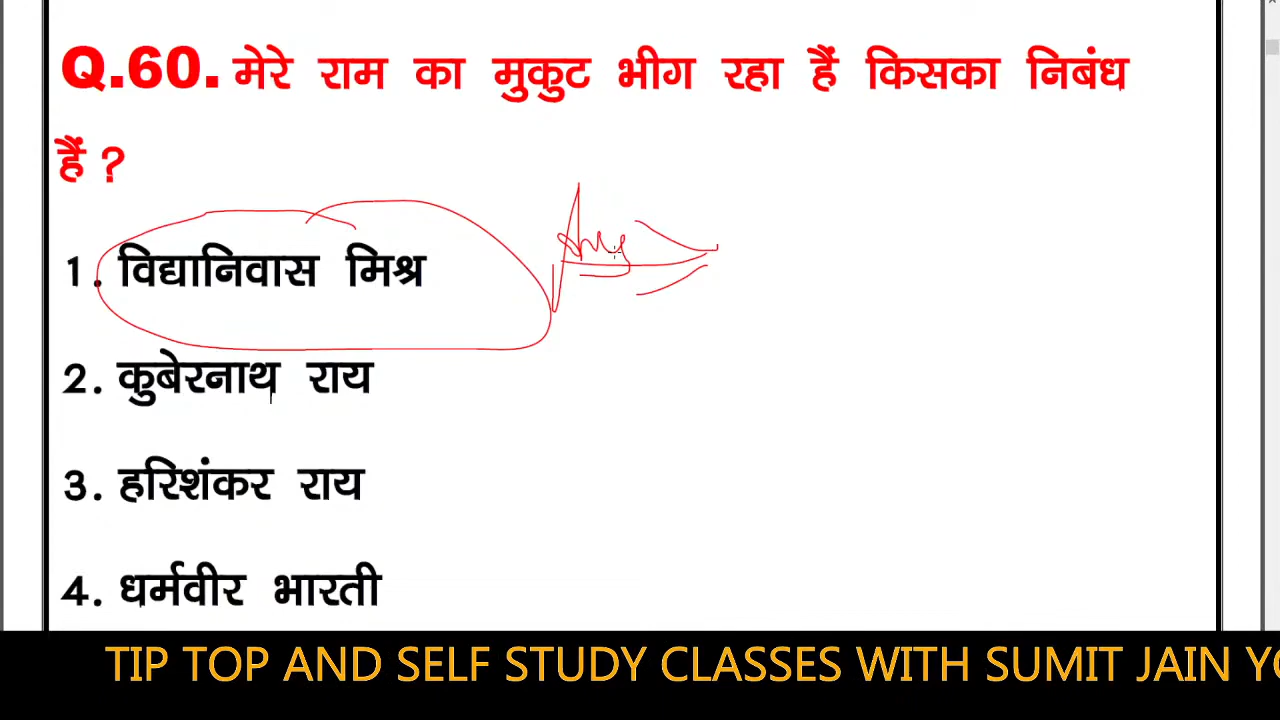 Q.60. मेरे राम का मुकुट भीग रहा हैं किसका निबंध
हैं ?
1. विद्यानिवास मिश्र
Ans
2. कुबेरनाथ राय
3. हरिशंकर राय
4. धर्मवीर भारती
TIP TOP AND SELF STUDY CLASSES WITH SUMIT JAIN